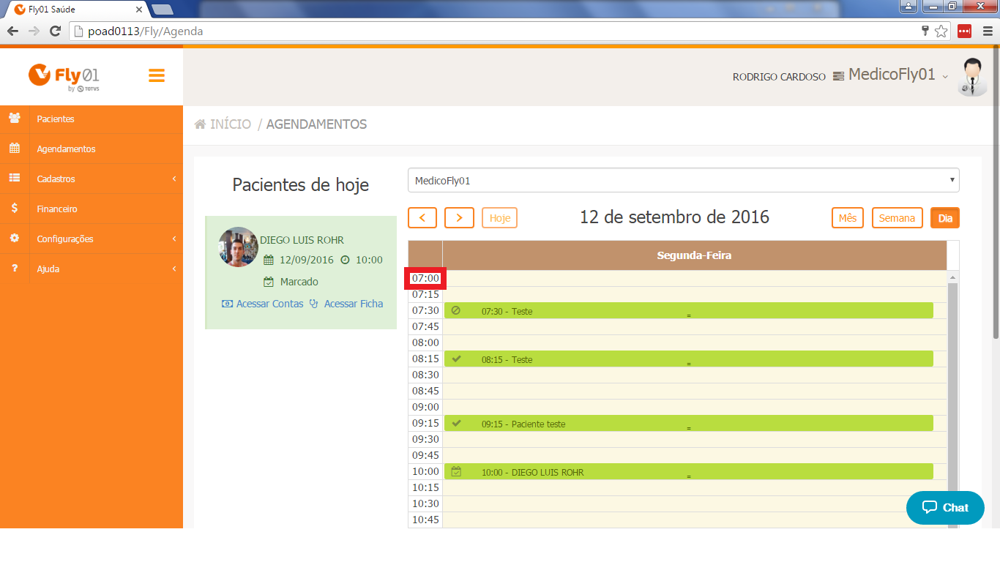 Fly01 Saúde
poad0113/Fly/Agenda
Fly01
by TOTVS
RODRIGO CARDOSO MedicoFly01
Pacientes
Agendamentos
Cadastros
Financeiro
Configurações
Ajuda
INÍCIO / AGENDAMENTOS
Pacientes de hoje
DIEGO LUIS ROHR
12/09/2016 10:00
Marcado
Acessar Contas Acessar Ficha
MedicoFly01
Hoje
12 de setembro de 2016
Mês Semana Dia
Segunda-Feira
07:00
07:15
07:30 07:30 - Teste
07:45
08:00
08:15 08:15 - Teste
08:30
08:45
09:00
09:15 09:15 - Paciente teste
09:30
09:45
10:00 10:00 - DIEGO LUIS ROHR
10:15
10:30
10:45
Chat